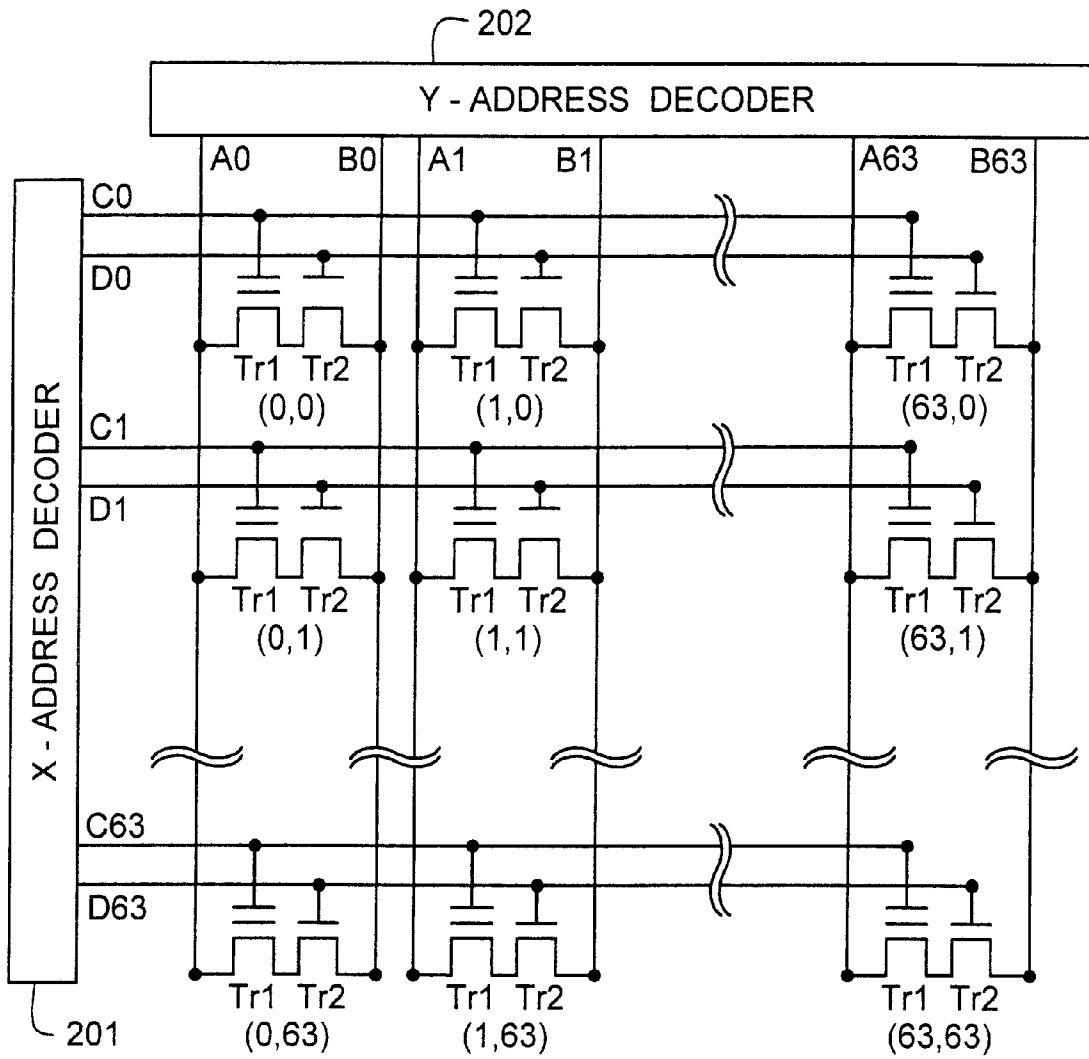 202
Y - ADDRESS DECODER
A0 B0 A1 B1 A63 B63
C0
D0
Tr1 Tr2 Tr1 Tr2 Tr1 Tr2
(0,0) (1,0) (63,0)
C1
D1
Tr1 Tr2 Tr1 Tr2 Tr1 Tr2
(0,1) (1,1) (63,1)
X - ADDRESS DECODER
C63
D63
Tr1 Tr2 Tr1 Tr2 Tr1 Tr2
(0,63) (1,63) (63,63)
201